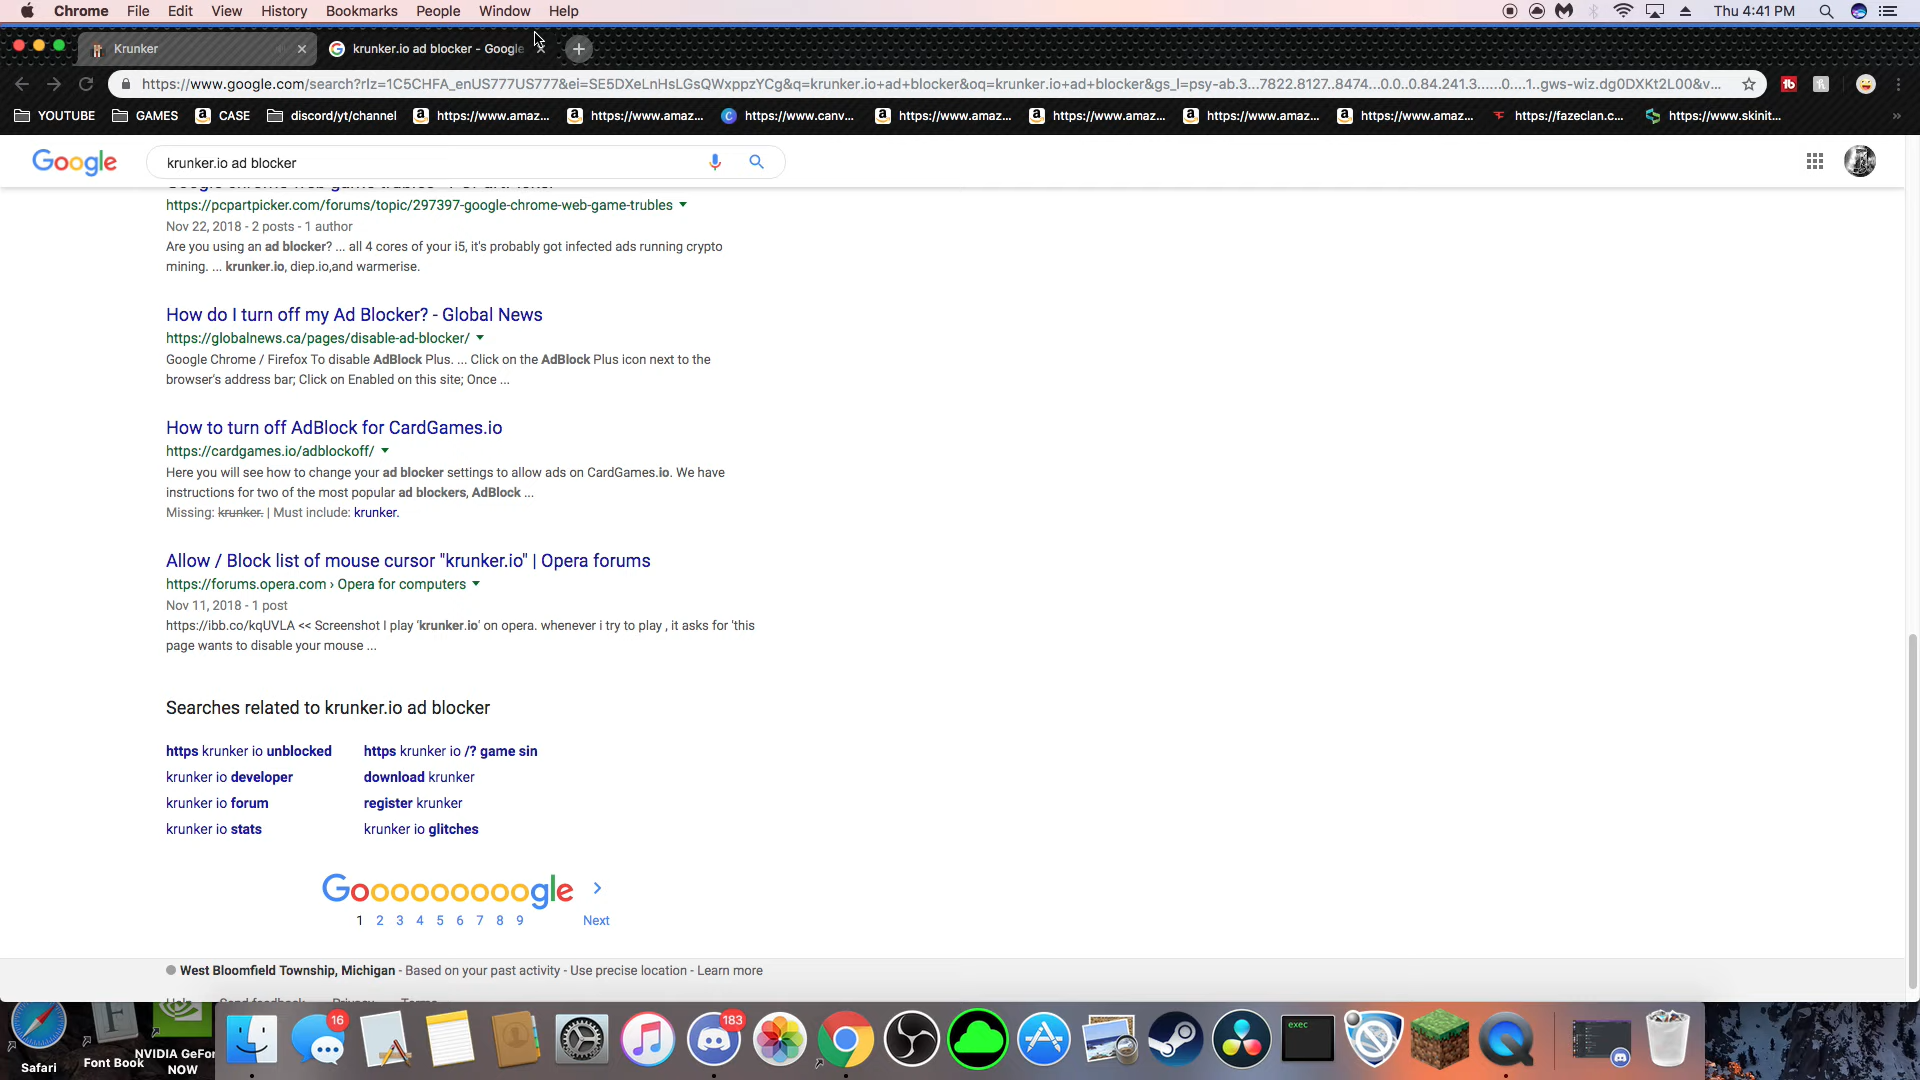 Chrome File Edit View History Bookmarks People Window Help Thu 4:41 PM
Krunker krunker.io ad blocker - Google
https://www.google.com/search?rlz=1C5CHFA_enUS777US777&ei=SE5DXeLnHsLGsQWxppzYCg&q=krunker.io+ad+blocker&oq=krunker.io+ad+blocker&gs_l=psy-ab.3...7822.8127..8474...0.0..0.84.241.3......0....1..gws-wiz.dg0DXKt2L00&v...
YOUTUBE GAMES CASE discord/yt/channel https://www.amaz... https://www.amaz... https://www.canv... https://www.amaz... https://www.amaz... https://www.amaz... https://www.amaz... https://fazeclan.c... https://www.skinit...
Google krunker.io ad blocker
https://pcpartpicker.com/forums/topic/297397-google-chrome-web-game-trubles
Nov 22, 2018 - 2 posts - 1 author
Are you using an ad blocker? ... all 4 cores of your i5, it's probably got infected ads running crypto
mining. ... krunker.io, diep.io,and warmerise.
How do I turn off my Ad Blocker? - Global News
https://globalnews.ca/pages/disable-ad-blocker/
Google Chrome / Firefox To disable AdBlock Plus. ... Click on the AdBlock Plus icon next to the
browser's address bar; Click on Enabled on this site; Once ...
How to turn off AdBlock for CardGames.io
https://cardgames.io/adblockoff/
Here you will see how to change your ad blocker settings to allow ads on CardGames.io. We have
instructions for two of the most popular ad blockers, AdBlock ...
Missing: krunker. | Must include: krunker.
Allow / Block list of mouse cursor "krunker.io" | Opera forums
https://forums.opera.com › Opera for computers
Nov 11, 2018 - 1 post
https://ibb.co/kqUVLA << Screenshot I play 'krunker.io' on opera. whenever i try to play , it asks for 'this
page wants to disable your mouse ...
Searches related to krunker.io ad blocker
https krunker io unblocked https krunker io /? game sin
krunker io developer download krunker
krunker io forum register krunker
krunker io stats krunker io glitches
Goooooooooogle >
1 2 3 4 5 6 7 8 9 Next
West Bloomfield Township, Michigan - Based on your past activity - Use precise location - Learn more
16 183 exec
Safari Font Book NVIDIA GeFor
NOW